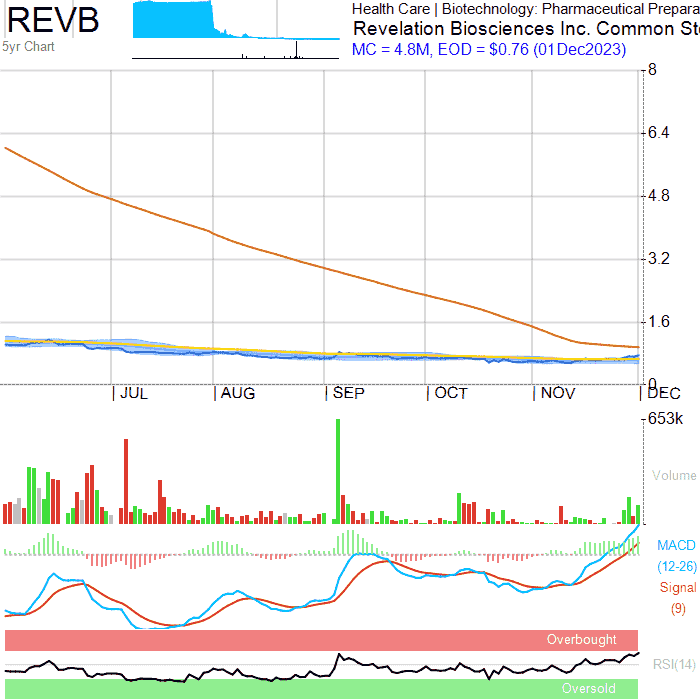 REVB
5yr Chart
Health Care | Biotechnology: Pharmaceutical Prepara
Revelation Biosciences Inc. Common Sto
MC = 4.8M, EOD = $0.76 (01Dec2023)
8
6.4
4.8
3.2
1.6
0
JUL AUG SEP OCT NOV DEC
653k
Volume
MACD
(12-26)
Signal
(9)
Overbought
RSI(14)
Oversold